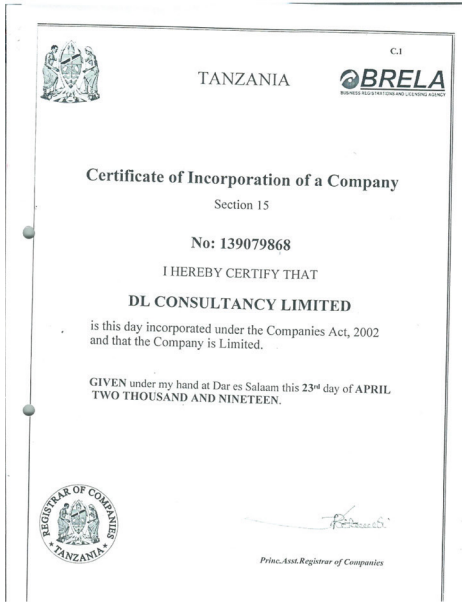 C.1
TANZANIA
BRELA
BUSINESS REGISTRATIONS AND LICENSING AGENCY
Certificate of Incorporation of a Company
Section 15
No: 139079868
I HEREBY CERTIFY THAT
DL CONSULTANCY LIMITED
is this day incorporated under the Companies Act, 2002
and that the Company is Limited.
GIVEN under my hand at Dar es Salaam this 23rd day of APRIL
TWO THOUSAND AND NINETEEN.
REGISTRAR OF COMPANIES
* TANZANIA *
Princ.Asst.Registrar of Companies